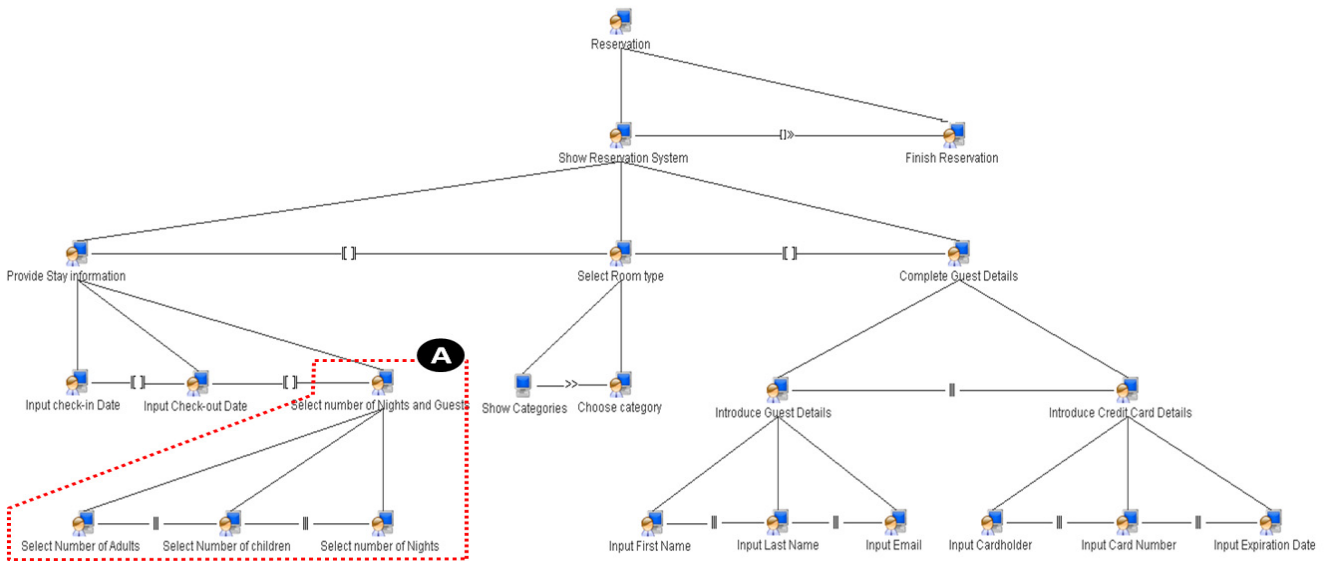 Reservation
[]»
Show Reservation System
Finish Reservation
[[ ]]
[[ ]]
Provide Stay information
Select Room type
Complete Guest Details
A
[[ ]]
[[ ]]
>>
|||
Input check-in Date
Input Check-out Date
Select number of Nights and Guests
Show Categories
Choose category
Introduce Guest Details
Introduce Credit Card Details
|||
|||
|||
|||
|||
|||
Select Number of Adults
Select Number of children
Select number of Nights
Input First Name
Input Last Name
Input Email
Input Cardholder
Input Card Number
Input Expiration Date